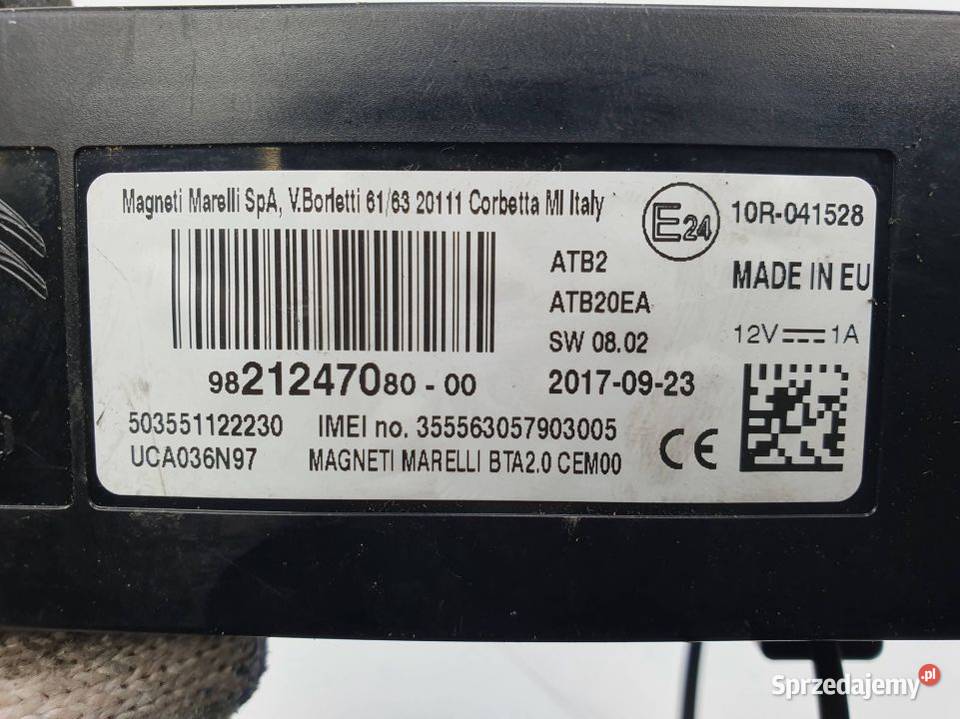 Magneti Marelli SpA, V.Borletti 61/63 20111 Corbetta MI Italy
E24
10R-041528
ATB2
MADE IN EU
ATB20EA
SW 08.02
12V 1A
9821247080-00
2017-09-23
503551122230 IMEI no. 355563057903005
UCA036N97 MAGNETI MARELLI BTA2.0 CEM00
CE
Sprzedajemy.pl